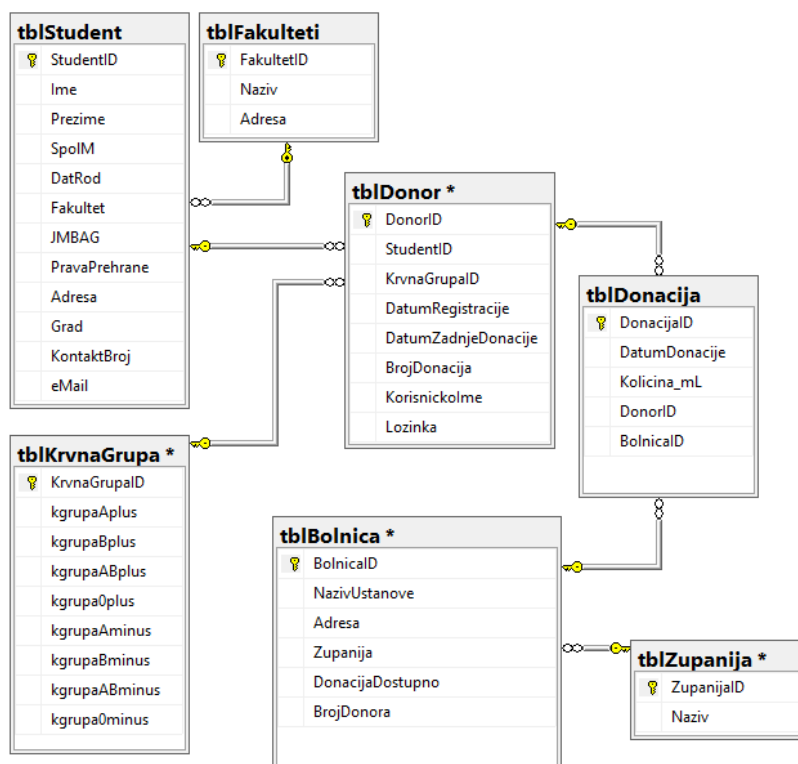 tblStudent
StudentID
Ime
Prezime
SpolM
DatRod
Fakultet
JMBAG
PravaPrehrane
Adresa
Grad
KontaktBroj
eMail
tblFakulteti
FakultetID
Naziv
Adresa
tblDonor *
DonorID
StudentID
KrvnaGrupaID
DatumRegistracije
DatumZadnjeDonacije
BrojDonacija
KorisnickoIme
Lozinka
tblDonacija
DonacijaID
DatumDonacije
Kolicina_mL
DonorID
BolnicaID
tblKrvnaGrupa *
KrvnaGrupaID
kgrupaAplus
kgrupaBplus
kgrupaABplus
kgrupa0plus
kgrupaAminus
kgrupaBminus
kgrupaABminus
kgrupa0minus
tblBolnica *
BolnicaID
NazivUstanove
Adresa
Zupanija
DonacijaDostupno
BrojDonora
tblZupanija *
ZupanijaID
Naziv